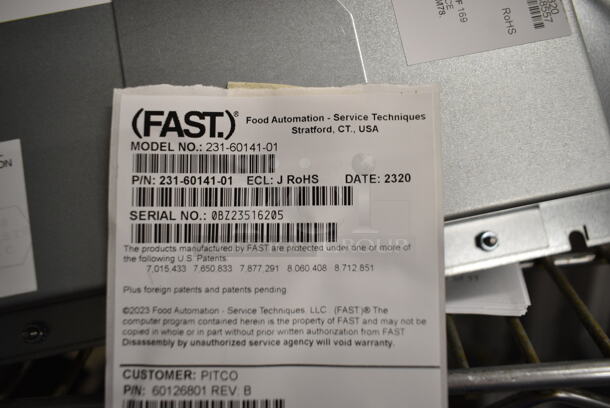 (FAST.)® Food Automation - Service Techniques
Stratford, CT., USA
MODEL NO.: 231-60141-01
P/N: 231-60141-01 ECL: J RoHS DATE: 2320
SERIAL NO.: 0BZ23516205
The products manufactured by FAST are protected under one or more of
the following U.S. Patents
7,015,433 7,650,833 7,877,291 8,060,408 8,712,851
Plus foreign patents and patents pending.
©2023 Food Automation - Service Techniques, LLC. (FAST)® The
computer program contained herein is the property of FAST and may not be
copied in whole or in part without prior written authorization from FAST
Disassembly by unauthorized service agency will void warranty.
CUSTOMER: PITCO
P/N: 60126801 REV: B
RoHS